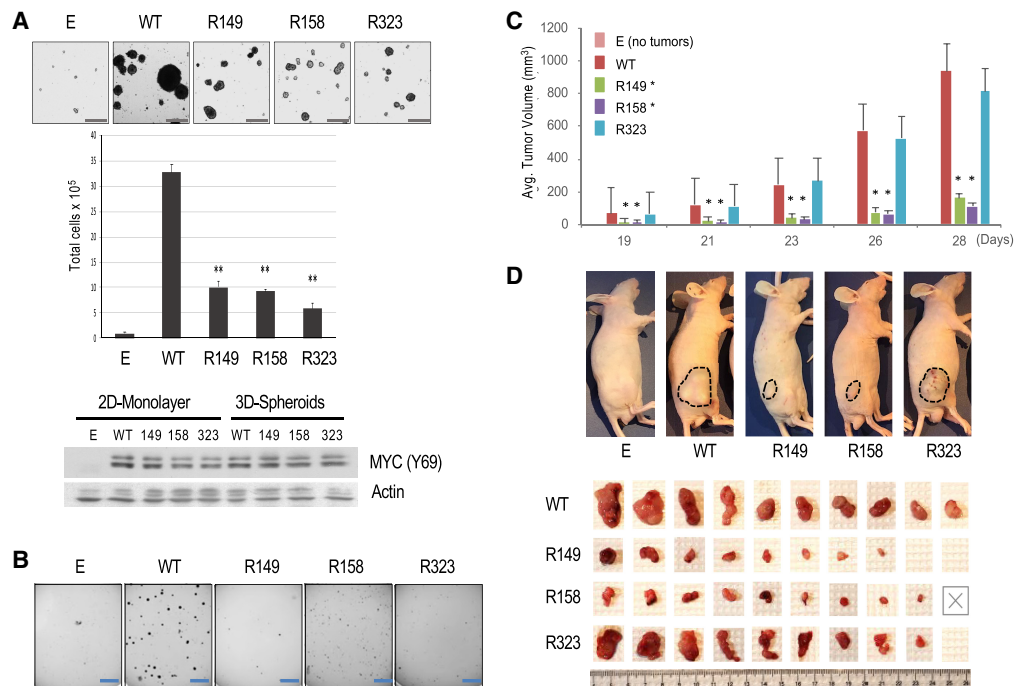 A
E WT R149 R158 R323
Total cells x 10⁵
40
35
30
25
20
15
10
5
0
** ** **
E WT R149 R158 R323
2D-Monolayer 3D-Spheroids
E WT 149 158 323 WT 149 158 323
MYC (Y69)
Actin
B
E WT R149 R158 R323
C
Avg. Tumor Volume (mm³)
1200
1000
800
600
400
200
0
E (no tumors)
WT
R149 *
R158 *
R323
* * * * * * * * * *
19 21 23 26 28 (Days)
D
E WT R149 R158 R323
WT
R149
R158
R323